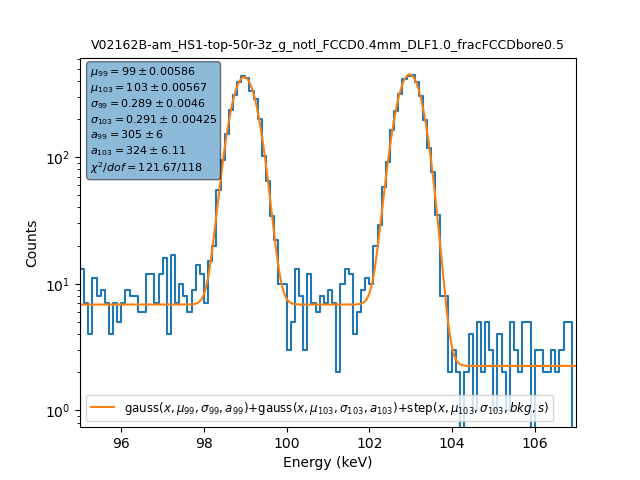 V02162B-am_HS1-top-50r-3z_g_notl_FCCD0.4mm_DLF1.0_fracFCCDbore0.5
μ₉₉ = 99 ± 0.00586
μ₁₀₃ = 103 ± 0.00567
σ₉₉ = 0.289 ± 0.0046
σ₁₀₃ = 0.291 ± 0.00425
a₉₉ = 305 ± 6
a₁₀₃ = 324 ± 6.11
χ²/dof = 121.67/118
Counts
10²
10¹
10⁰
gauss(x, μ₉₉, σ₉₉, a₉₉)+gauss(x, μ₁₀₃, σ₁₀₃, a₁₀₃)+step(x, μ₁₀₃, σ₁₀₃, bkg, s)
96 98 100 102 104 106
Energy (keV)